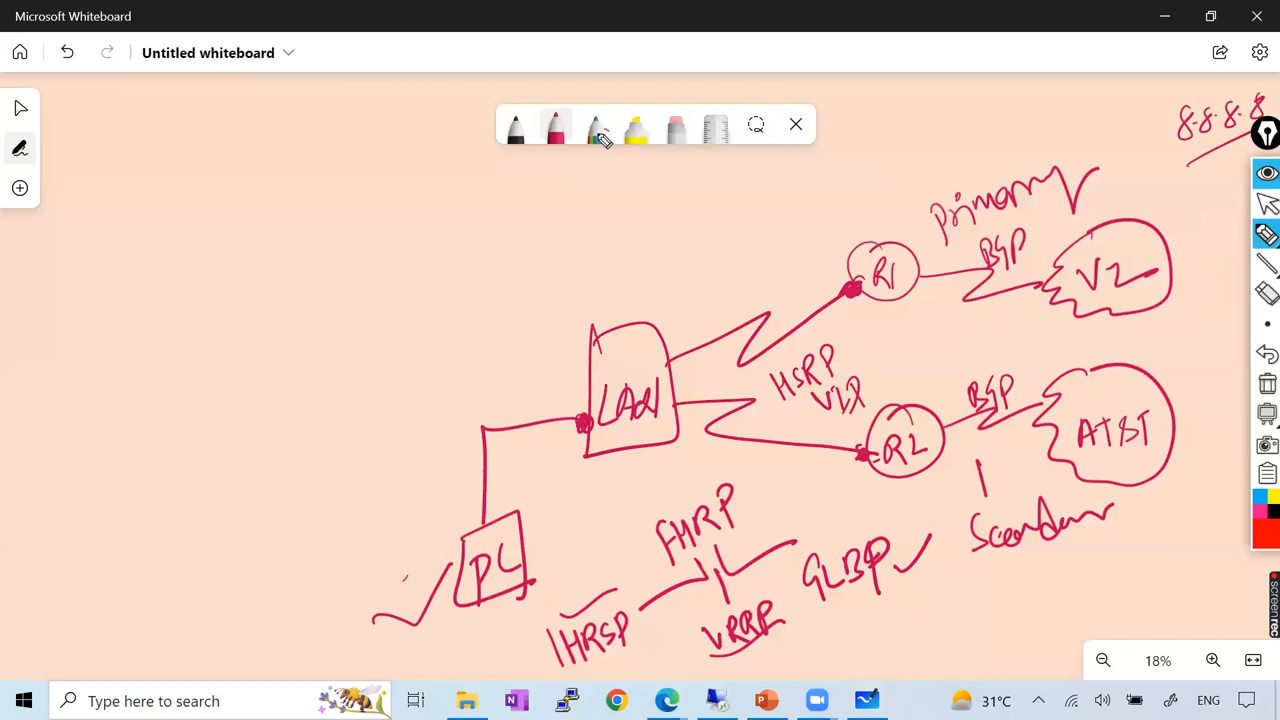 Microsoft Whiteboard
Untitled whiteboard
8.8.8.8
Primary
BGP
R1
VZ
HSRP
VIP
LAN
BGP
R2
AT&T
FHRP
GLBP
PC
HRSP
VRRP
18%
Type here to search
31°C
ENG
screenrec